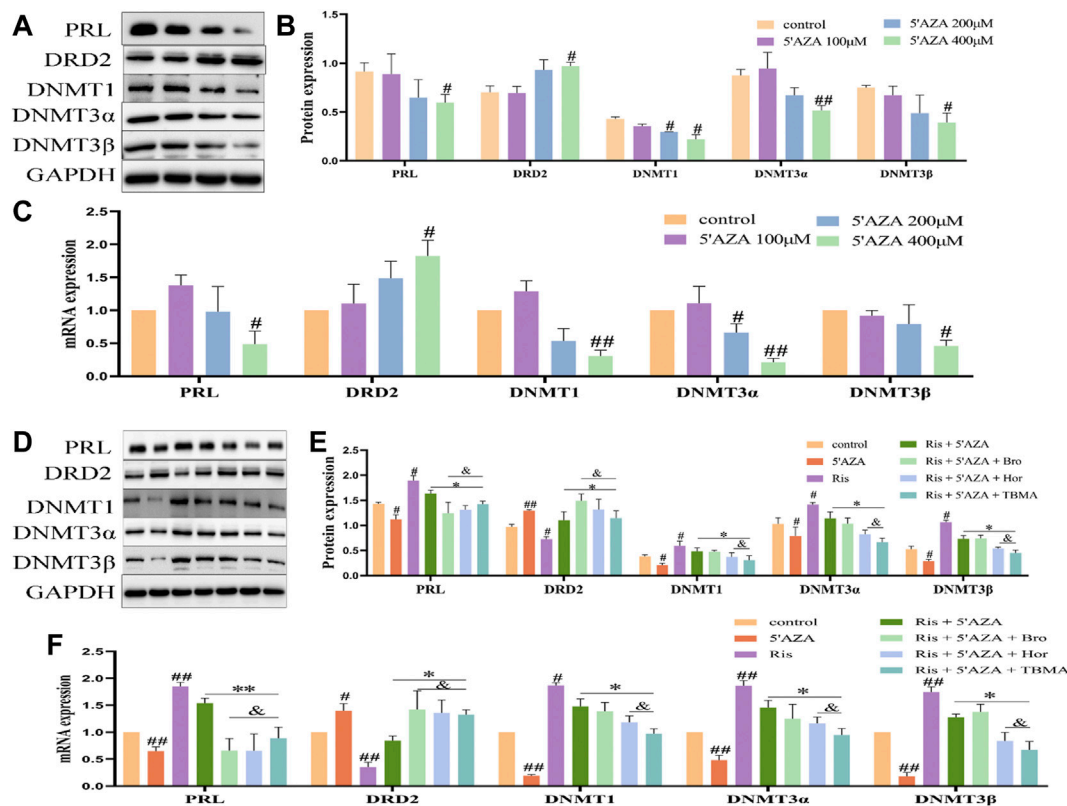 A
PRL
DRD2
DNMT1
DNMT3α
DNMT3β
GAPDH
B
control
5'AZA 100μM
5'AZA 200μM
5'AZA 400μM
Protein expression
1.5
1.0
0.5
0.0
# # # # ## #
PRL DRD2 DNMT1 DNMT3α DNMT3β
C
control
5'AZA 100μM
5'AZA 200μM
5'AZA 400μM
mRNA expression
2.5
2.0
1.5
1.0
0.5
0.0
# # ## # ## #
PRL DRD2 DNMT1 DNMT3α DNMT3β
D
PRL
DRD2
DNMT1
DNMT3α
DNMT3β
GAPDH
E
control
5'AZA
Ris
Ris + 5'AZA
Ris + 5'AZA + Bro
Ris + 5'AZA + Hor
Ris + 5'AZA + TBMA
Protein expression
2.5
2.0
1.5
1.0
0.5
0.0
# # * & ## # * & # # * & # # * & # # * &
PRL DRD2 DNMT1 DNMT3α DNMT3β
F
control
5'AZA
Ris
Ris + 5'AZA
Ris + 5'AZA + Bro
Ris + 5'AZA + Hor
Ris + 5'AZA + TBMA
mRNA expression
2.5
2.0
1.5
1.0
0.5
0.0
## ## ** & # ## * & ## # * & ## ## * & ## ## * &
PRL DRD2 DNMT1 DNMT3α DNMT3β